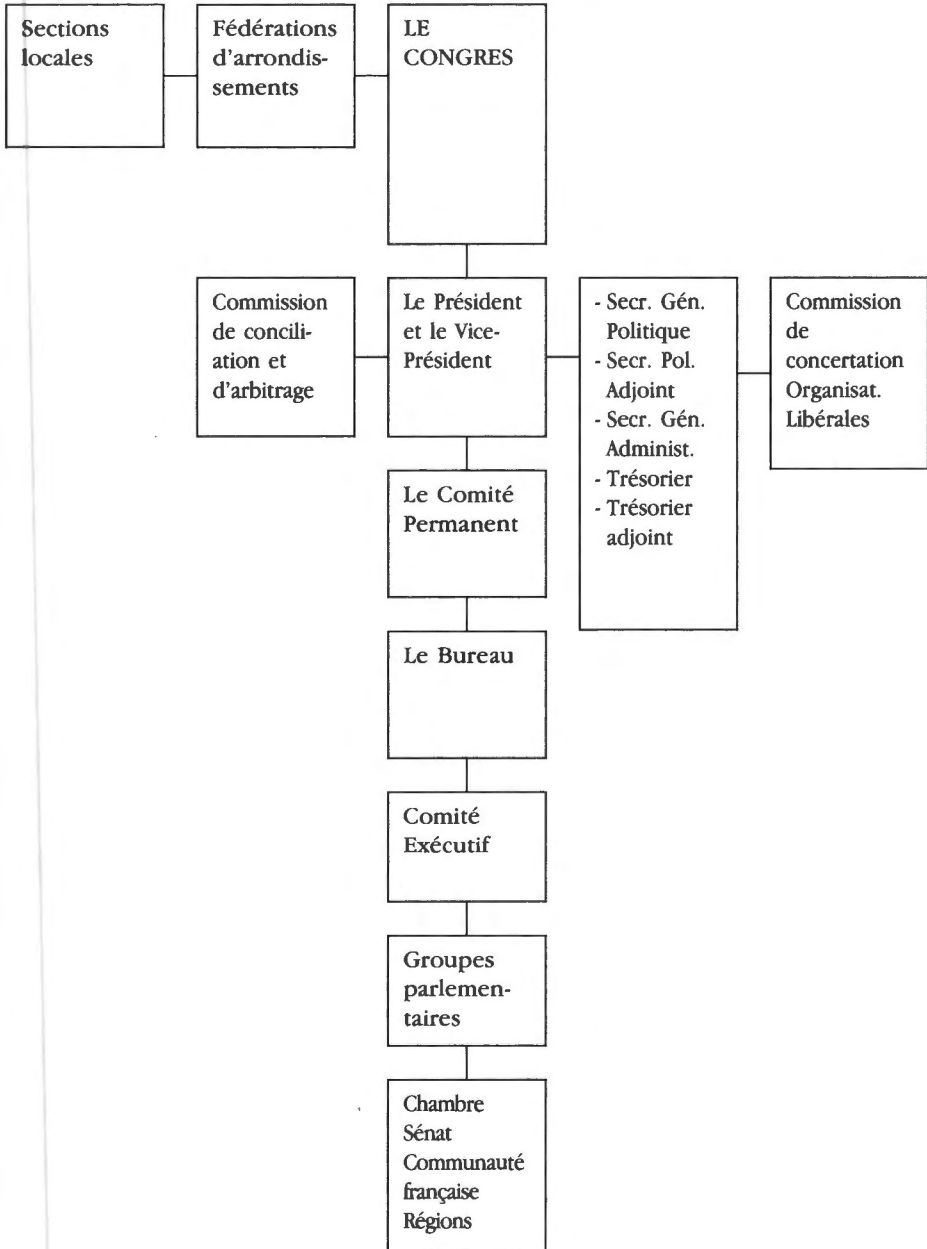 Sections
locales
Fédérations
d'arrondis-
sements
LE
CONGRES
Commission
de concili-
ation et
d'arbitrage
Le Président
et le Vice-
Président
- Secr. Gén.
Politique
- Secr. Pol.
Adjoint
- Secr. Gén.
Administ.
- Trésorier
- Trésorier
adjoint
Commission
de
concertation
Organisat.
Libérales
Le Comité
Permanent
Le Bureau
Comité
Exécutif
Groupes
parlemen-
taires
Chambre
Sénat
Communauté
française
Régions